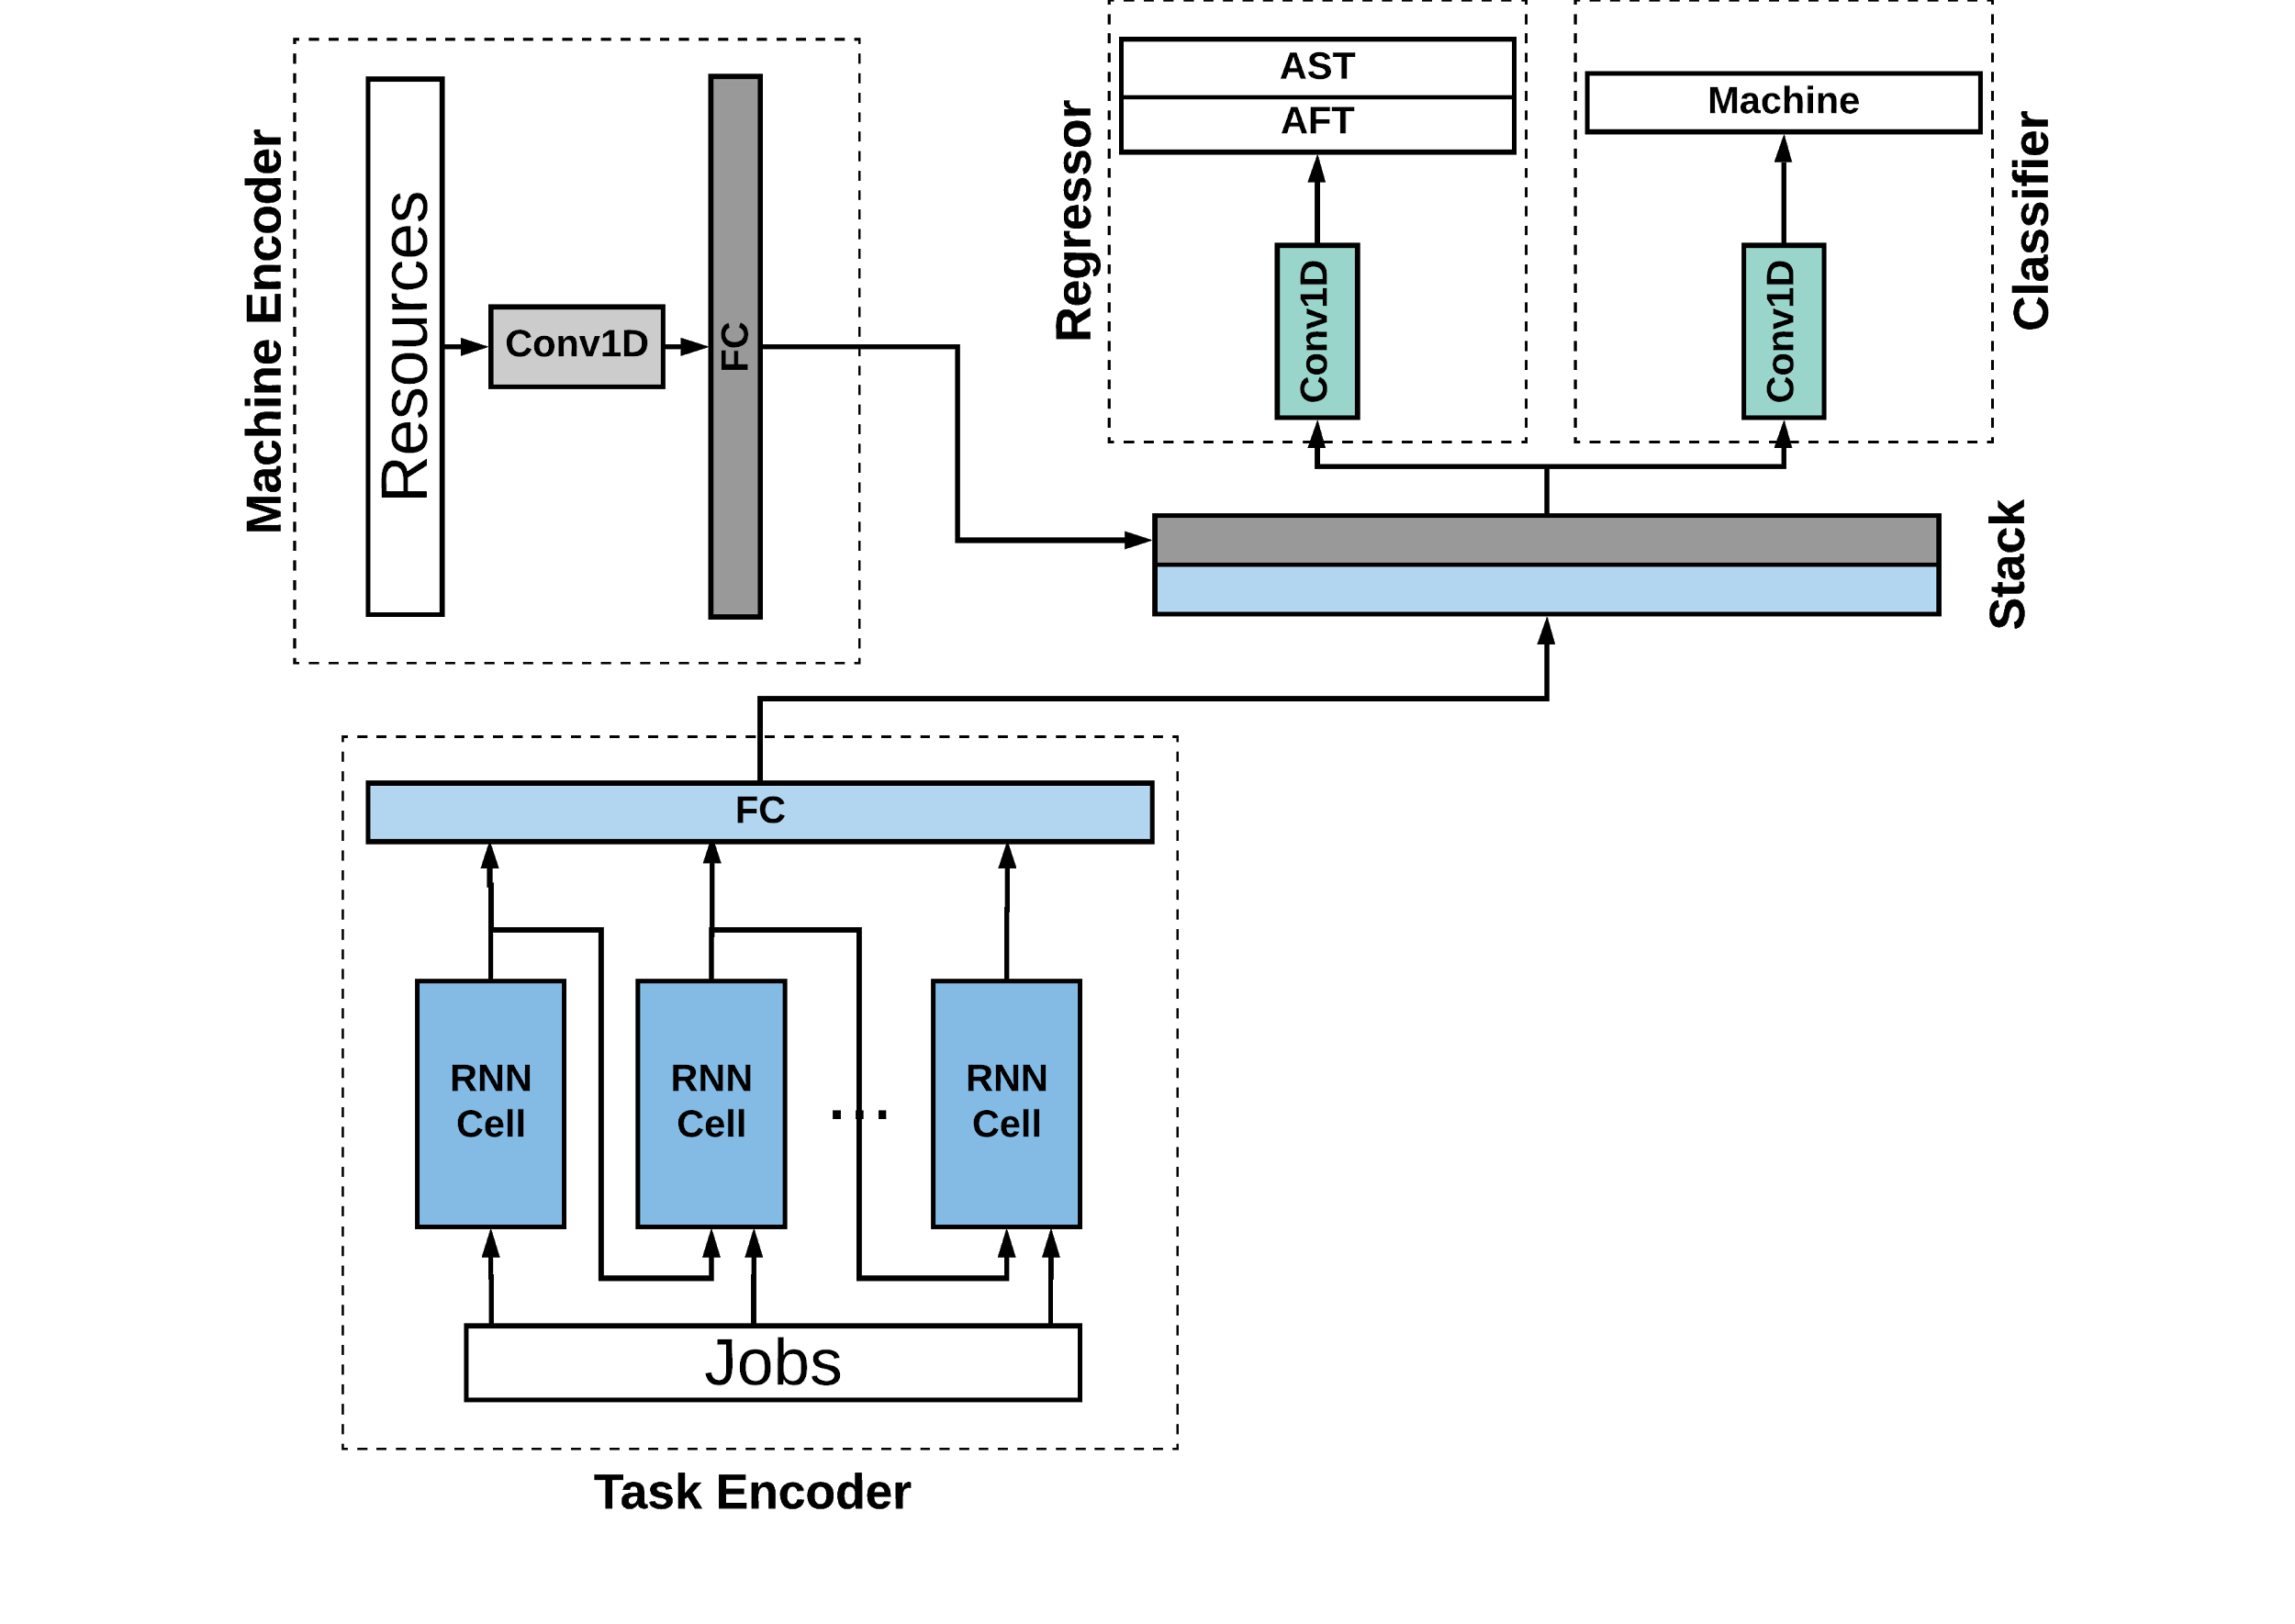 Machine Encoder
Resources
Conv1D
FC
Regressor
AST
AFT
Conv1D
Classifier
Machine
Conv1D
Stack
FC
RNN
Cell
RNN
Cell
...
RNN
Cell
Jobs
Task Encoder